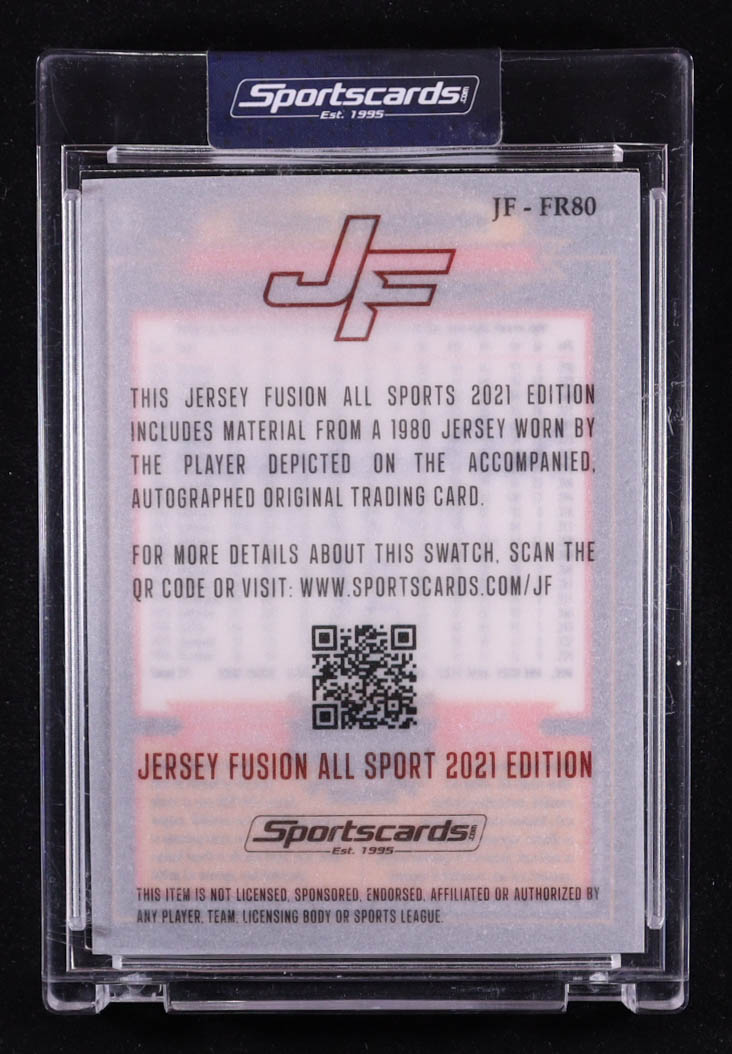 Sportscards.com
Est. 1995
JF - FR80
JF
THIS JERSEY FUSION ALL SPORTS 2021 EDITION
INCLUDES MATERIAL FROM A 1980 JERSEY WORN BY
THE PLAYER DEPICTED ON THE ACCOMPANIED,
AUTOGRAPHED ORIGINAL TRADING CARD.
FOR MORE DETAILS ABOUT THIS SWATCH, SCAN THE
QR CODE OR VISIT: WWW.SPORTSCARDS.COM/JF
JERSEY FUSION ALL SPORT 2021 EDITION
Sportscards.com
Est. 1995
THIS ITEM IS NOT LICENSED, SPONSORED, ENDORSED, AFFILIATED OR AUTHORIZED BY
ANY PLAYER, TEAM, LICENSING BODY OR SPORTS LEAGUE.